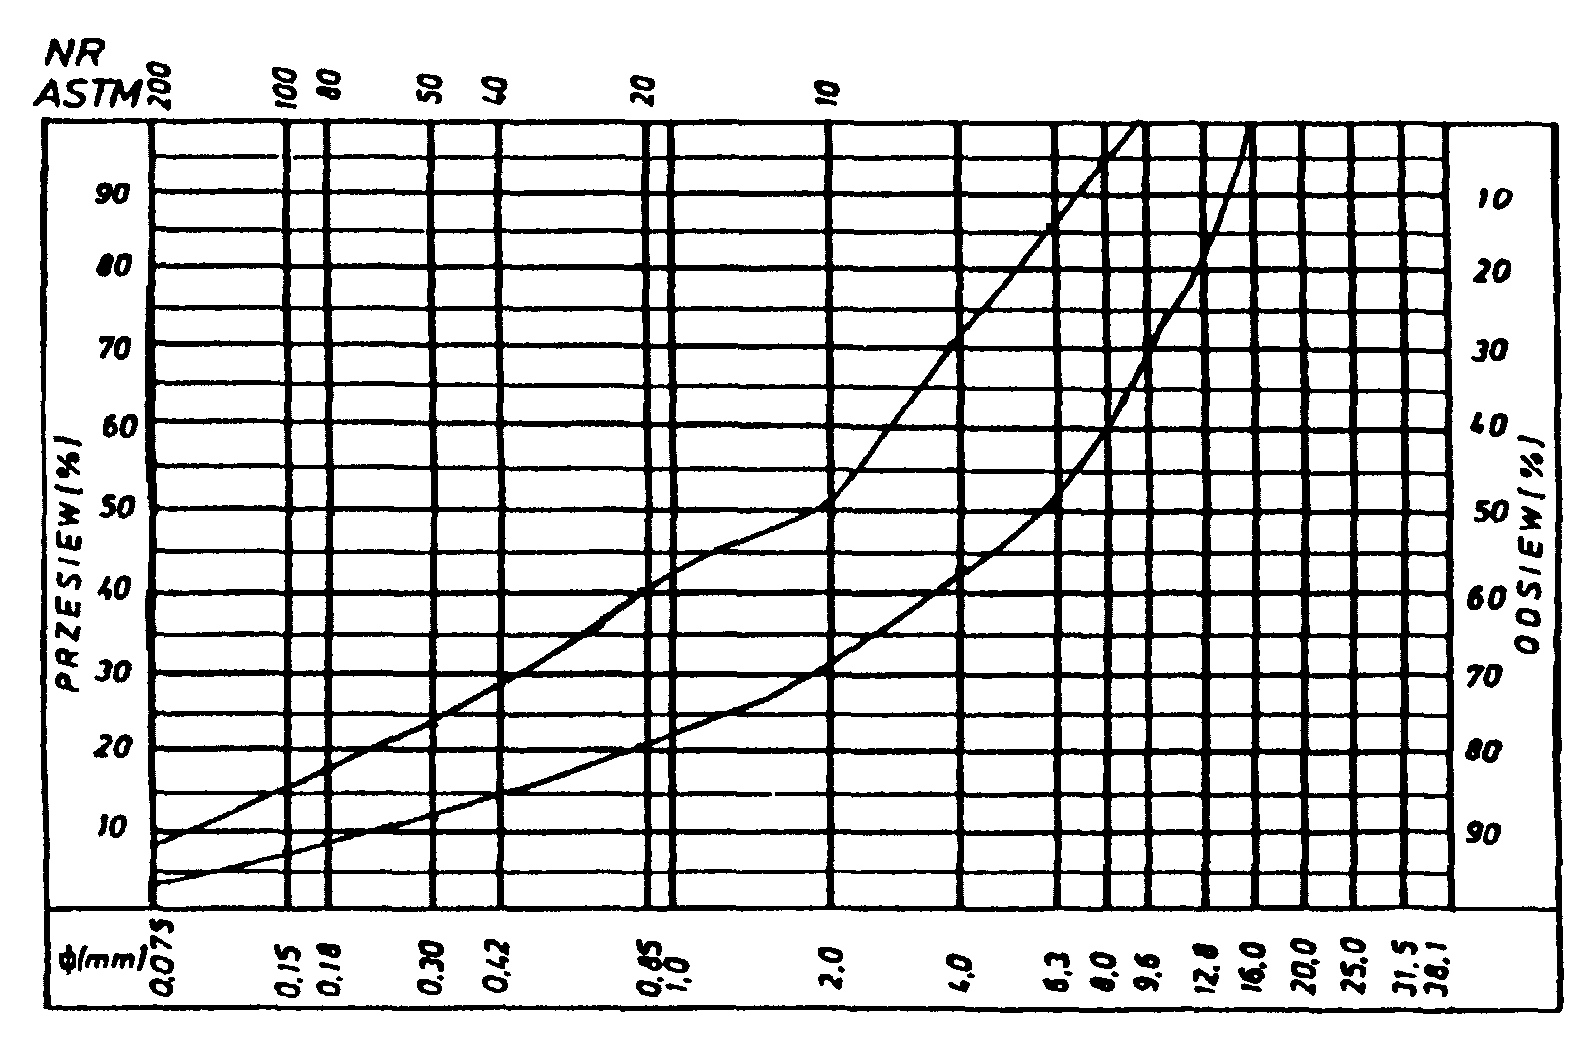 NR
ASTM 200 100 80 50 40 20 10
90 10
80 20
70 30
60 40
50 50
40 60
30 70
20 80
10 90
PRZESIEW [%]
ODSIEW [%]
φ(mm) 0,075 0,15 0,18 0,30 0,42 0,85 1,0 2.0 4,0 6,3 8,0 9,6 12.8 16,0 20,0 25.0 31.5 38.1